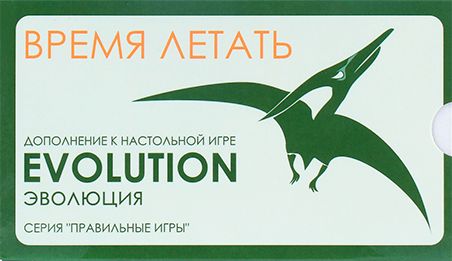 ВРЕМЯ ЛЕТАТЬ
ДОПОЛНЕНИЕ К НАСТОЛЬНОЙ ИГРЕ
EVOLUTION
ЭВОЛЮЦИЯ
СЕРИЯ "ПРАВИЛЬНЫЕ ИГРЫ"